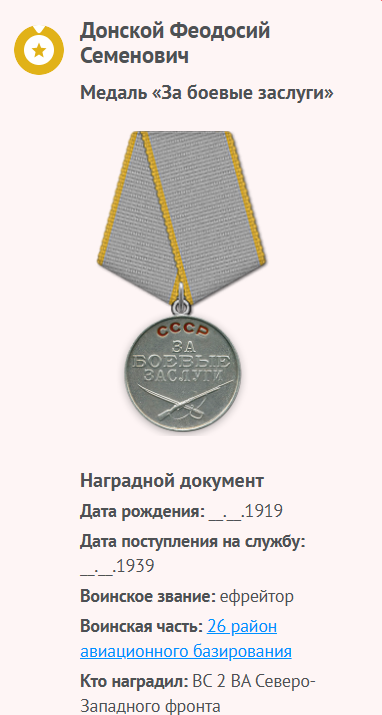 Донской Феодосий
Семенович
Медаль «За боевые заслуги»
СССР
ЗА
БОЕВЫЕ
ЗАСЛУГИ
Наградной документ
Дата рождения: __.__.1919
Дата поступления на службу:
__.__.1939
Воинское звание: ефрейтор
Воинская часть: 26 район
авиационного базирования
Кто наградил: ВС 2 ВА Северо-
Западного фронта